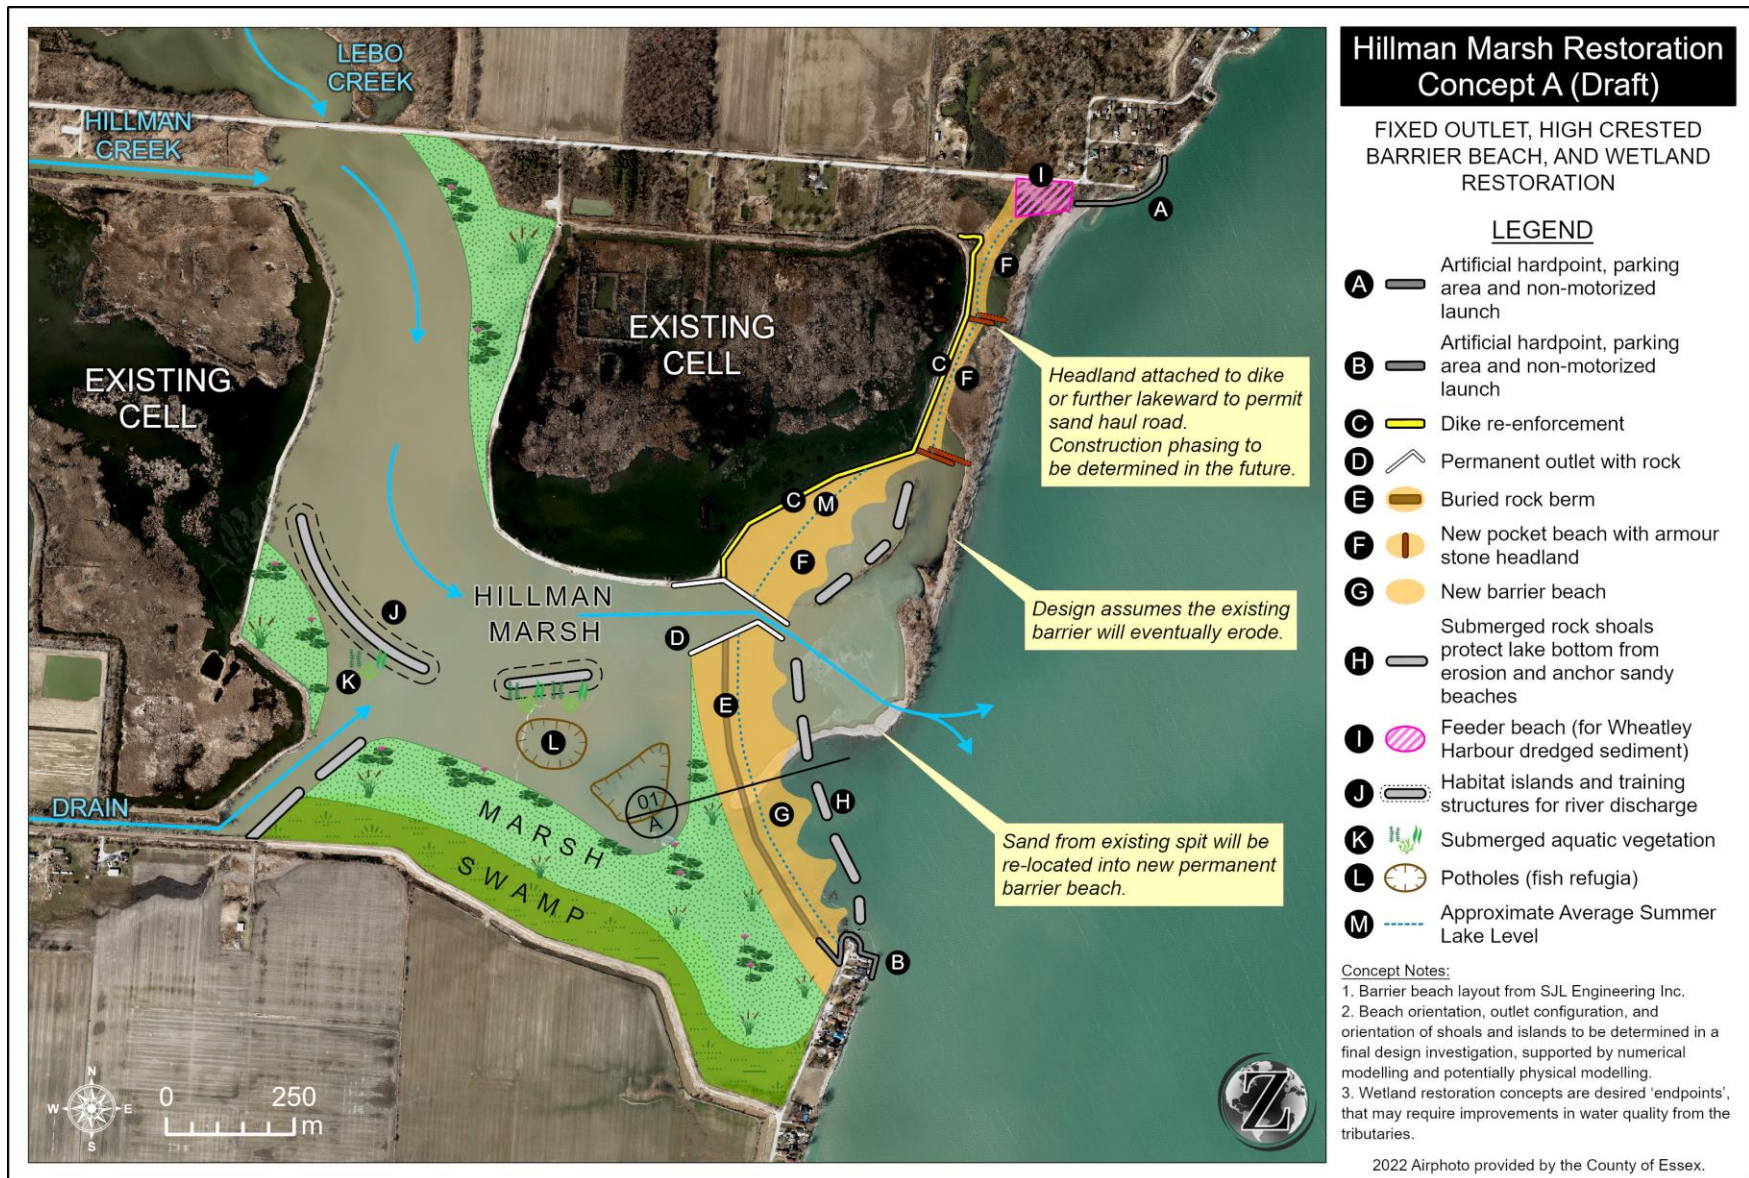 LEBO
CREEK
HILLMAN
CREEK
EXISTING
CELL
EXISTING
CELL
I
A
F
C
F
Headland attached to dike
or further lakeward to permit
sand haul road.
Construction phasing to
be determined in the future.
C
M
F
HILLMAN
MARSH
J
D
K
E
L
Design assumes the existing
barrier will eventually erode.
DRAIN
01
A
H
G
MARSH
SWAMP
Sand from existing spit will be
re-located into new permanent
barrier beach.
B
N
W
E
S
0
250
m
Z
Hillman Marsh Restoration
Concept A (Draft)
FIXED OUTLET, HIGH CRESTED
BARRIER BEACH, AND WETLAND
RESTORATION
LEGEND
A Artificial hardpoint, parking
area and non-motorized
launch
B Artificial hardpoint, parking
area and non-motorized
launch
C Dike re-enforcement
D Permanent outlet with rock
E Buried rock berm
F New pocket beach with armour
stone headland
G New barrier beach
H Submerged rock shoals
protect lake bottom from
erosion and anchor sandy
beaches
I Feeder beach (for Wheatley
Harbour dredged sediment)
J Habitat islands and training
structures for river discharge
K Submerged aquatic vegetation
L Potholes (fish refugia)
M Approximate Average Summer
Lake Level
Concept Notes:
1. Barrier beach layout from SJL Engineering Inc.
2. Beach orientation, outlet configuration, and
orientation of shoals and islands to be determined in a
final design investigation, supported by numerical
modelling and potentially physical modelling.
3. Wetland restoration concepts are desired ‘endpoints’,
that may require improvements in water quality from the
tributaries.
2022 Airphoto provided by the County of Essex.